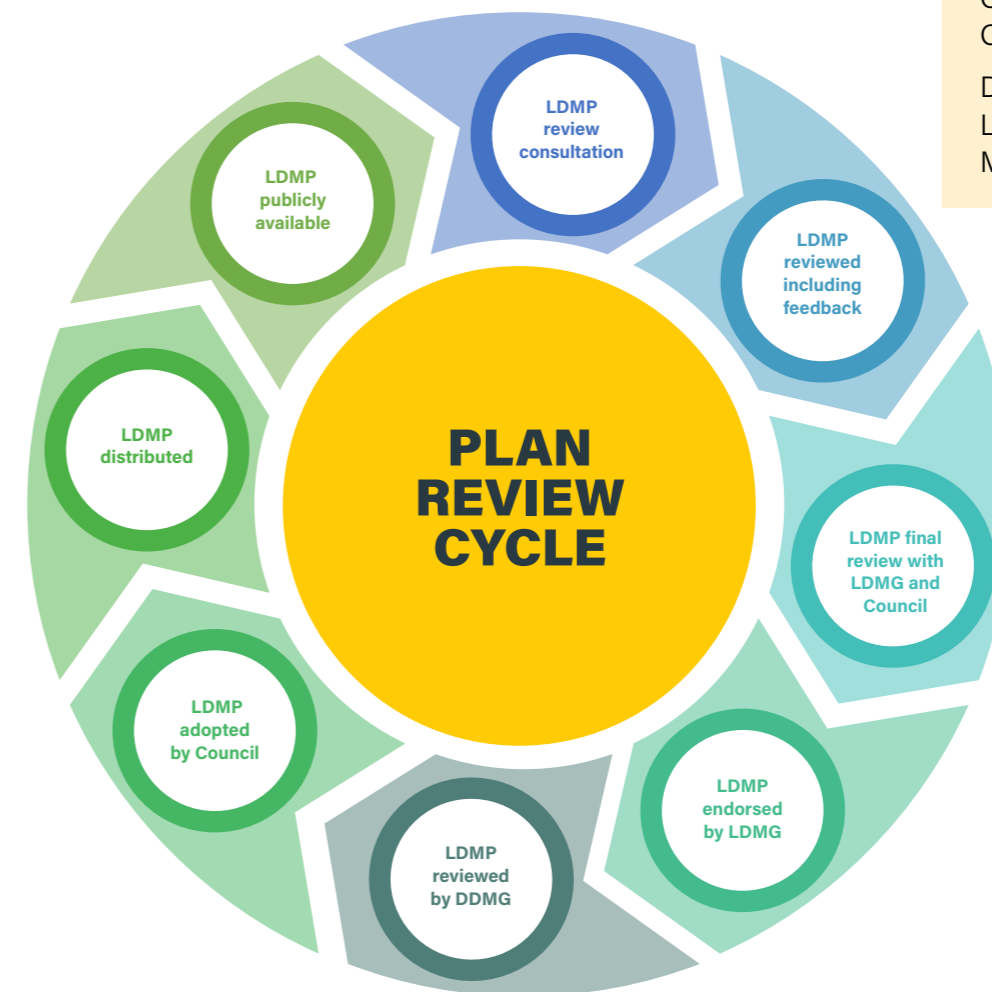 LDMP
review
consultation
LDMP
reviewed
including
feedback
LDMP final
review with
LDMG and
Council
LDMP
endorsed
by LDMG
LDMP
reviewed
by DDMG
LDMP
adopted
by Council
LDMP
distributed
LDMP
publicly
available
PLAN
REVIEW
CYCLE
D
L
M